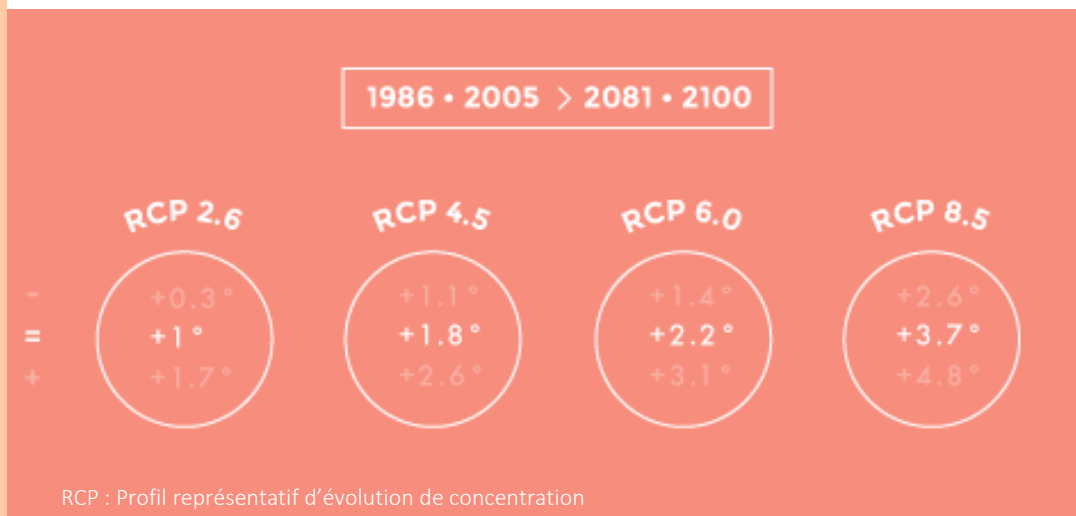 1986 • 2005 > 2081 • 2100
RCP 2.6 RCP 4.5 RCP 6.0 RCP 8.5
- +0.3° +1.1° +1.4° +2.6°
= +1° +1.8° +2.2° +3.7°
+ +1.7° +2.6° +3.1° +4.8°
RCP : Profil représentatif d’évolution de concentration